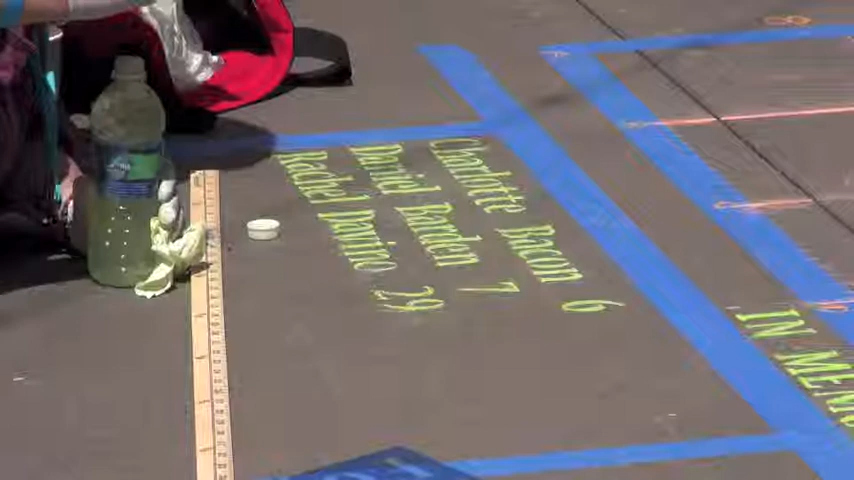 Charlotte Bacon 6
Daniel Barden 7
Rachel Davino 29
IN MEM